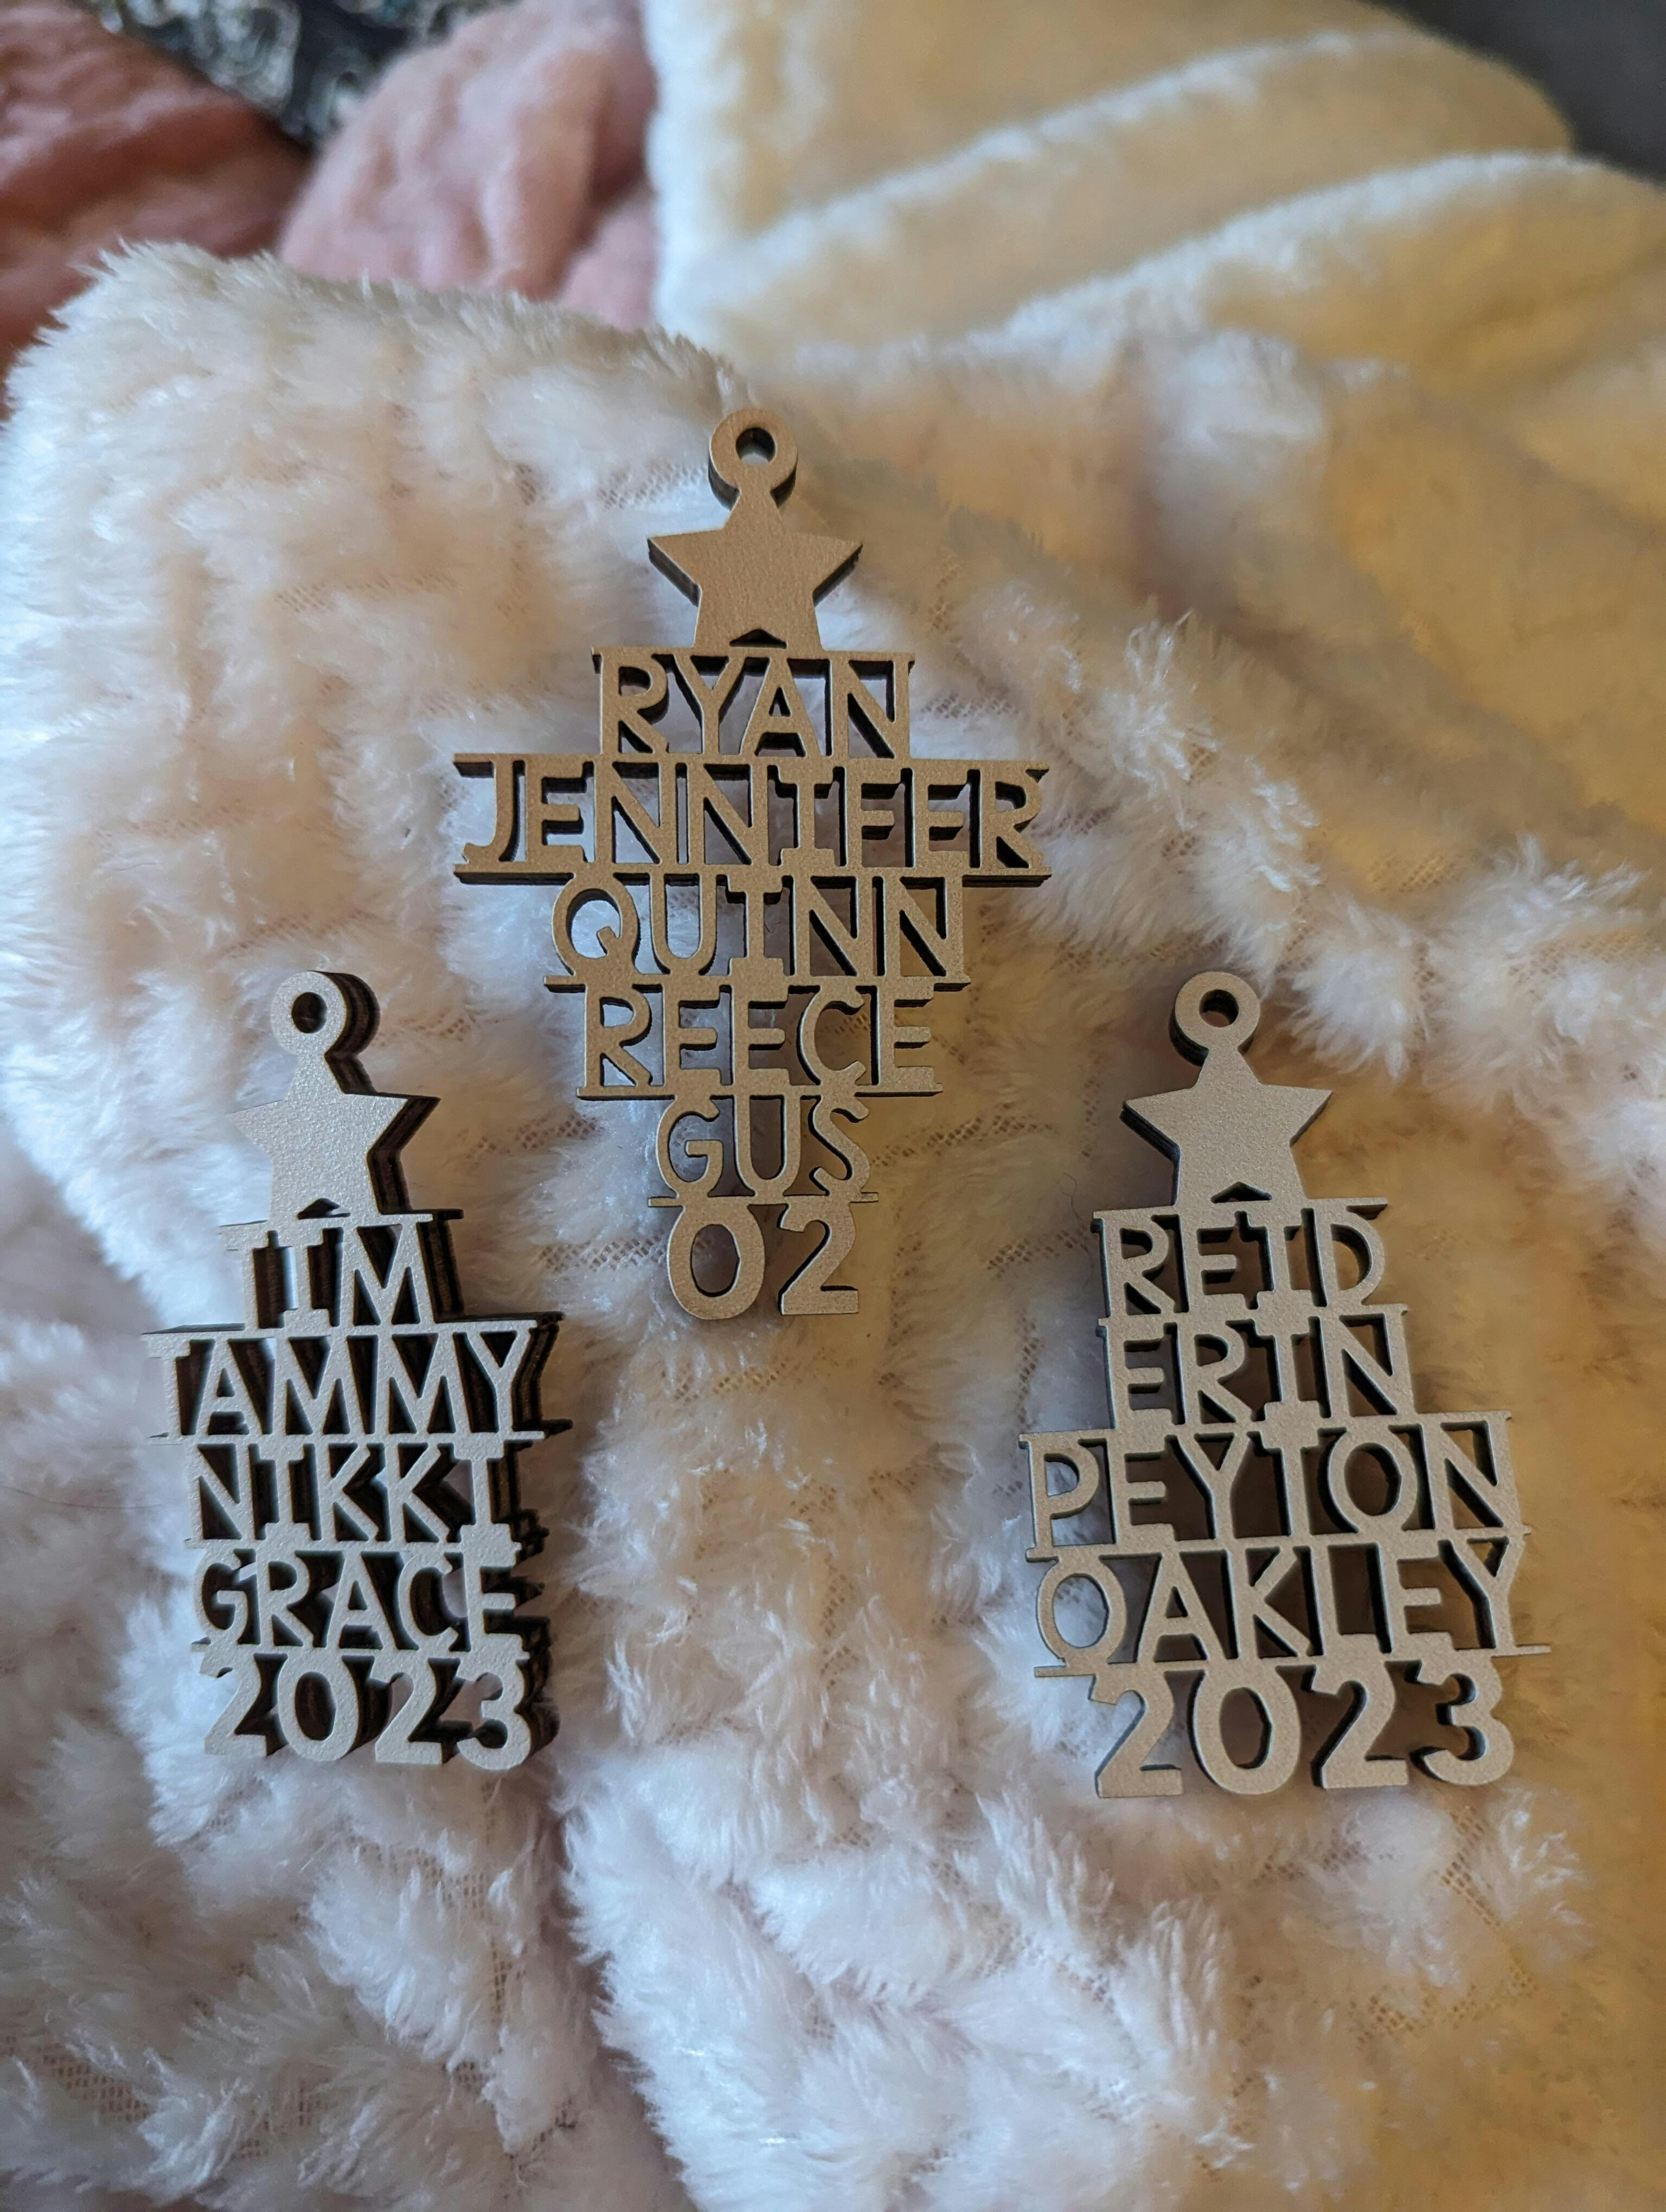 RYAN
JENNIFER
QUINN
REECE
GUS
02
TIM
TAMMY
NIKKI
GRACE
2023
REID
ERIN
PEYTON
OAKLEY
2023